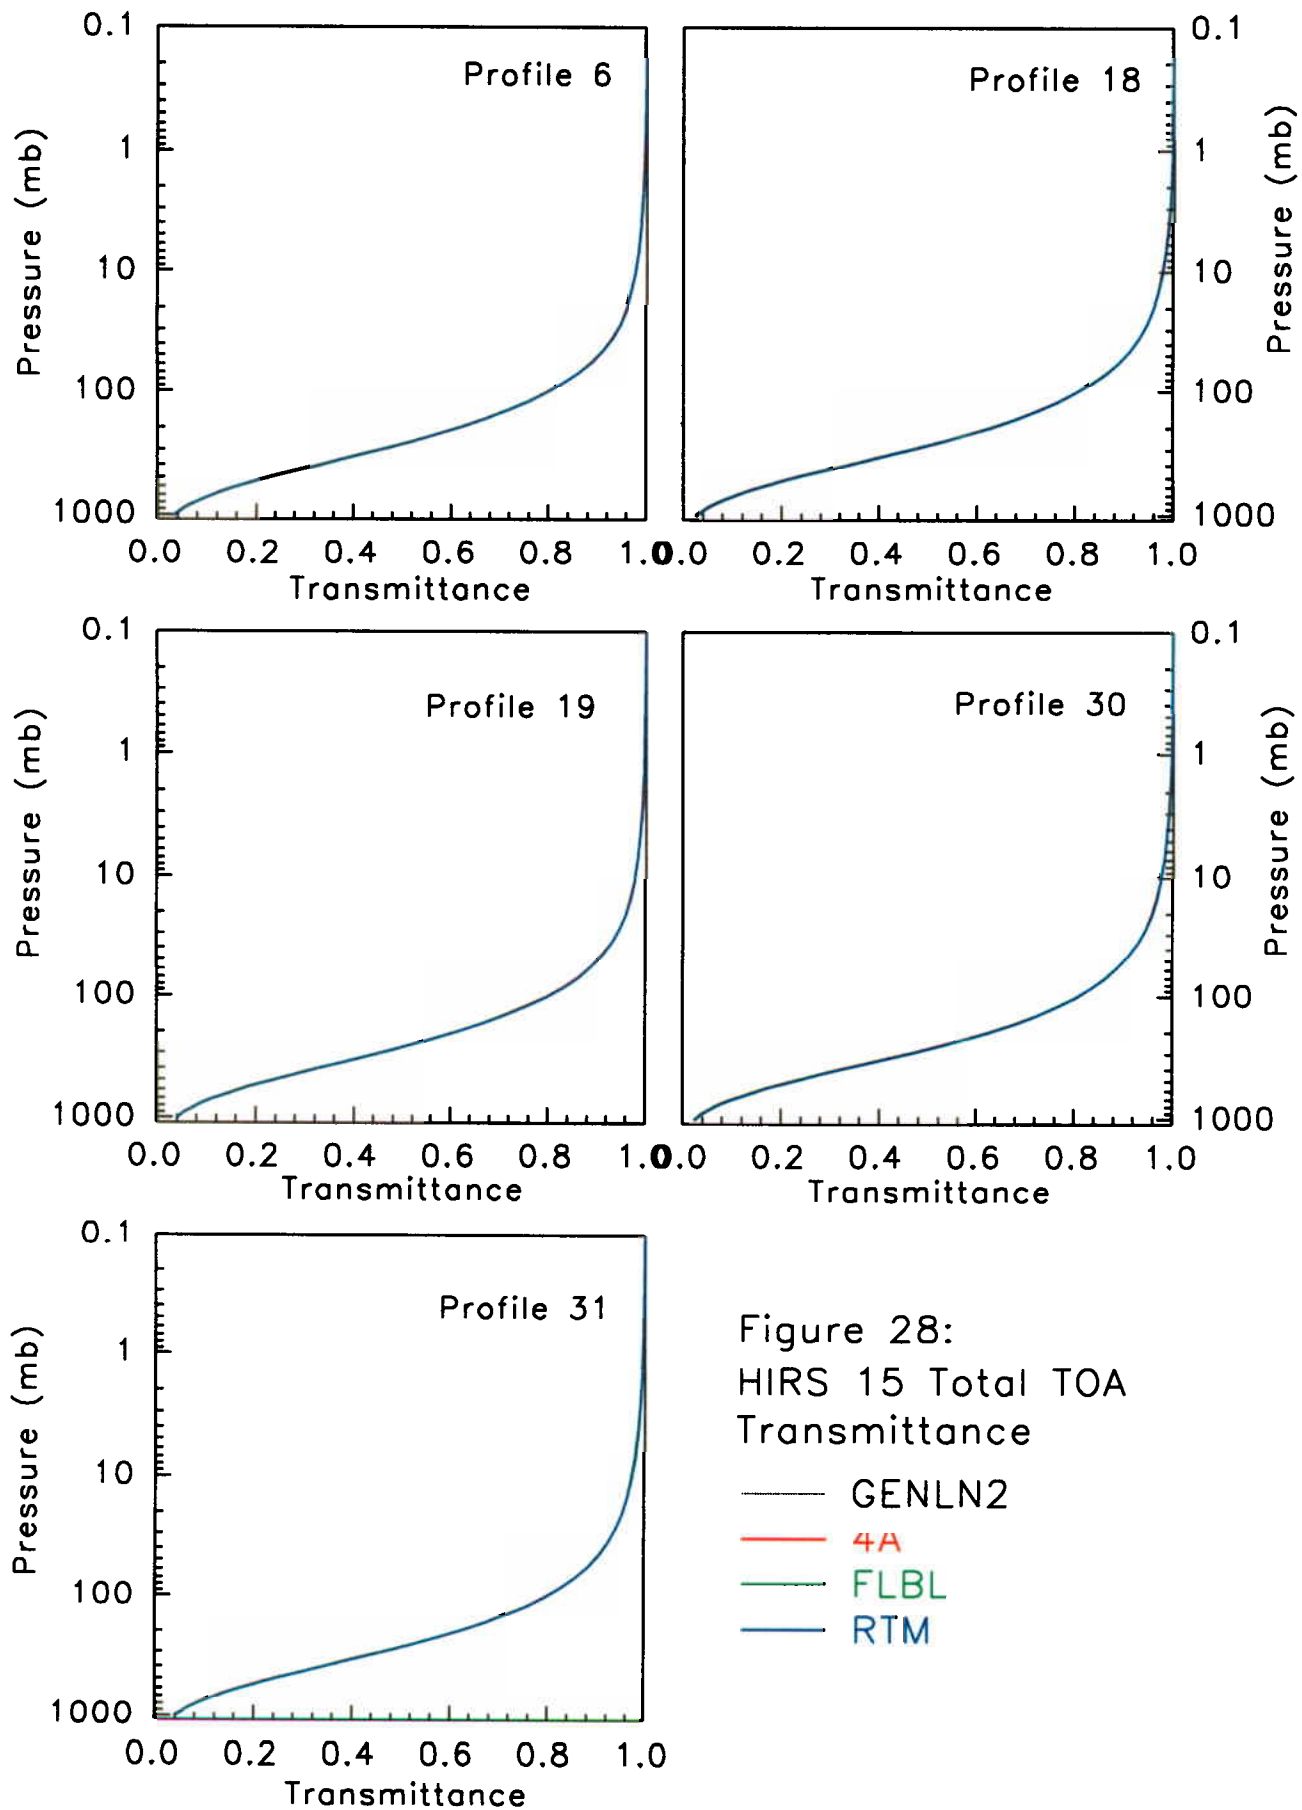 0.1
1
10
100
1000
Pressure (mb)
Profile 6
0.0 0.2 0.4 0.6 0.8 1.0
Transmittance
Profile 18
0.0 0.2 0.4 0.6 0.8 1.0
Transmittance
0.1
1
10
100
1000
Pressure (mb)
0.1
1
10
100
1000
Pressure (mb)
Profile 19
0.0 0.2 0.4 0.6 0.8 1.0
Transmittance
Profile 30
0.0 0.2 0.4 0.6 0.8 1.0
Transmittance
0.1
1
10
100
1000
Pressure (mb)
0.1
1
10
100
1000
Pressure (mb)
Profile 31
0.0 0.2 0.4 0.6 0.8 1.0
Transmittance
Figure 28:
HIRS 15 Total TOA
Transmittance
GENLN2
4A
FLBL
RTM